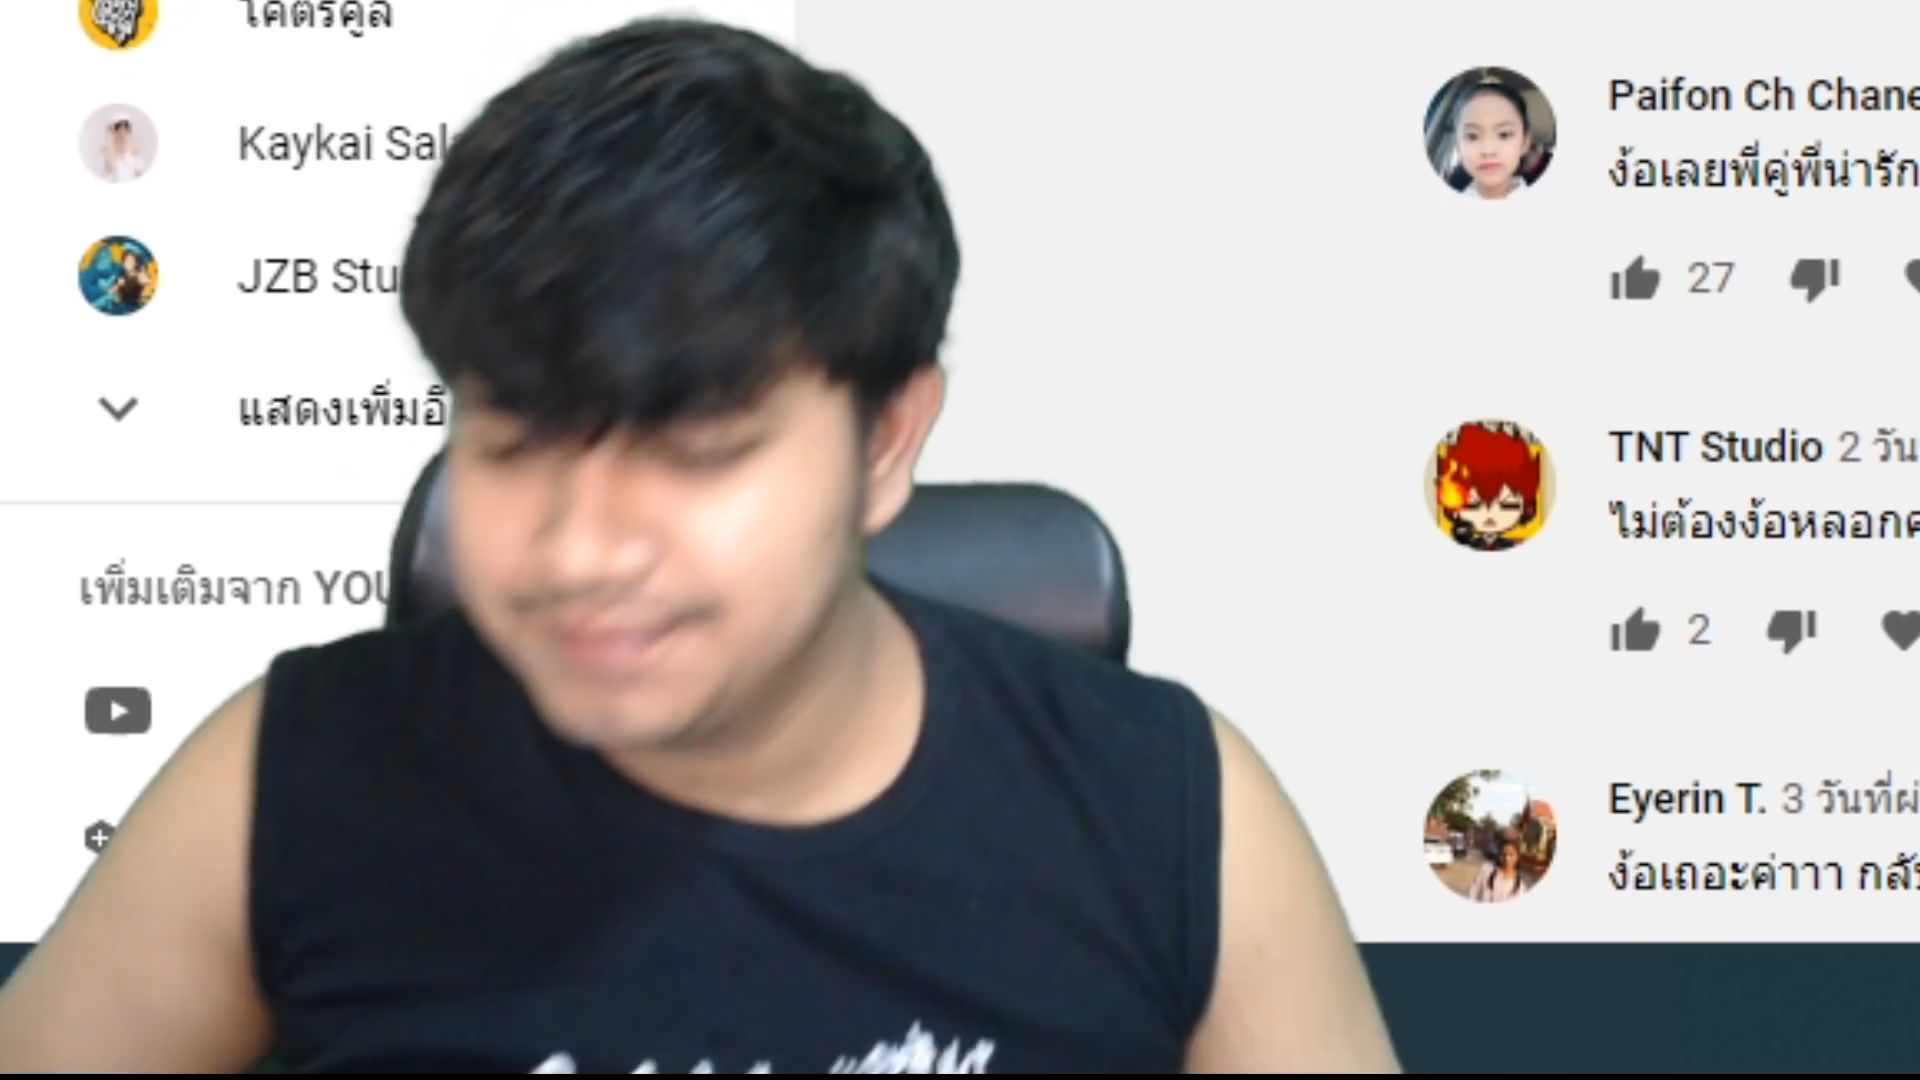 โคตรคูล
Kaykai Sal
JZB Stu
แสดงเพิ่มอี
เพิ่มเติมจาก YOU
Paifon Ch Chane
ง้อเลยพี่คู่พี่น่ารัก
27
TNT Studio 2 วัน
ไม่ต้องง้อหลอกค
2
Eyerin T. 3 วันที่ผ่
ง้อเถอะค่าาา กลับ